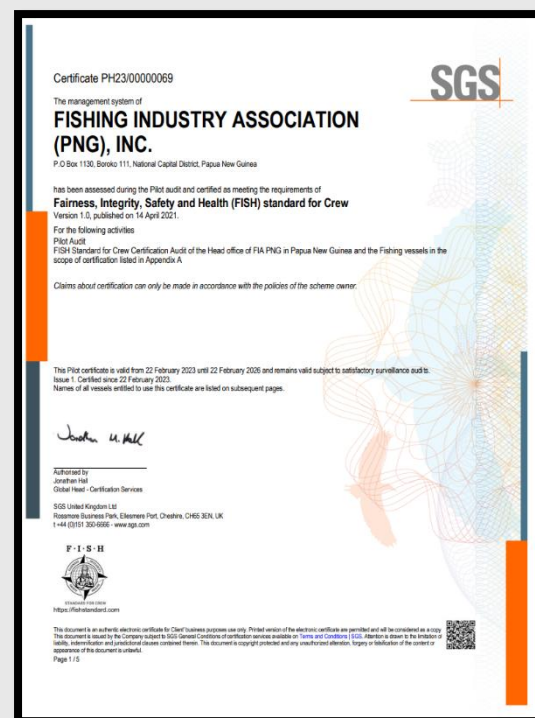 SGS
Certificate PH23/00000069
The management system of
FISHING INDUSTRY ASSOCIATION
(PNG), INC.
P.O Box 1130, Boroko 111, National Capital District, Papua New Guinea
has been assessed during the Pilot audit and certified as meeting the requirements of
Fairness, Integrity, Safety and Health (FISH) standard for Crew
Version 1.0, published on 14 April 2021.
For the following activities
Pilot Audit
FISH Standard for Crew Certification Audit of the Head office of FIA PNG in Papua New Guinea and the Fishing vessels in the
scope of certification listed in Appendix A
Claims about certification can only be made in accordance with the policies of the scheme owner.
This Pilot certificate is valid from 22 February 2023 until 22 February 2026 and remains valid subject to satisfactory surveillance audits.
Issue 1. Certified since 22 February 2023.
Names of all vessels entitled to use this certificate are listed on subsequent pages.
Authorised by
Jonathan Hall
Global Head - Certification Services
SGS United Kingdom Ltd
Rossmore Business Park, Ellesmere Port, Cheshire, CH65 3EN, UK
t +44 (0)151 350-6666 - www.sgs.com
F·I·S·H
STANDARD FOR CREW
https://fishstandard.com
This document is an authentic electronic certificate for Client' business purposes use only. Printed version of the electronic certificate are permitted and will be considered as a copy.
This document is issued by the Company subject to SGS General Conditions of certification services available on Terms and Conditions | SGS. Attention is drawn to the limitation of
liability, indemnification and jurisdictional clauses contained therein. This document is copyright protected and any unauthorized alteration, forgery or falsification of the content or
appearance of this document is unlawful.
Page 1 / 5